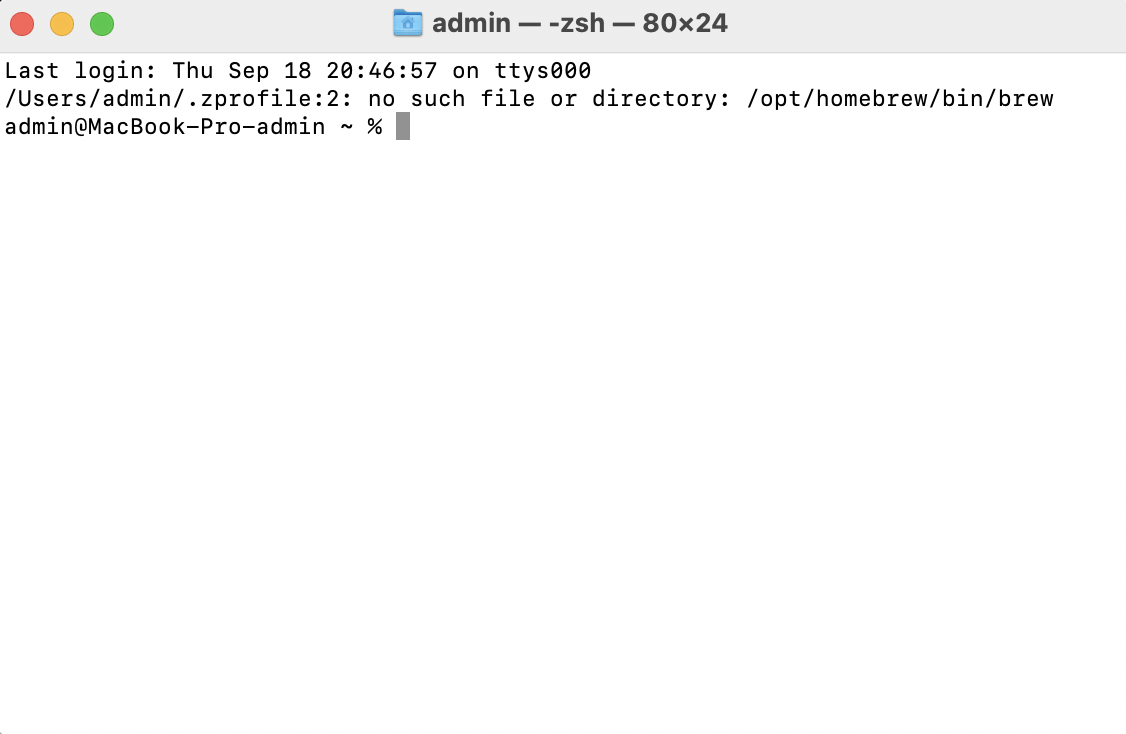 admin — -zsh — 80×24
Last login: Thu Sep 18 20:46:57 on ttys000
/Users/admin/.zprofile:2: no such file or directory: /opt/homebrew/bin/brew
admin@MacBook-Pro-admin ~ %